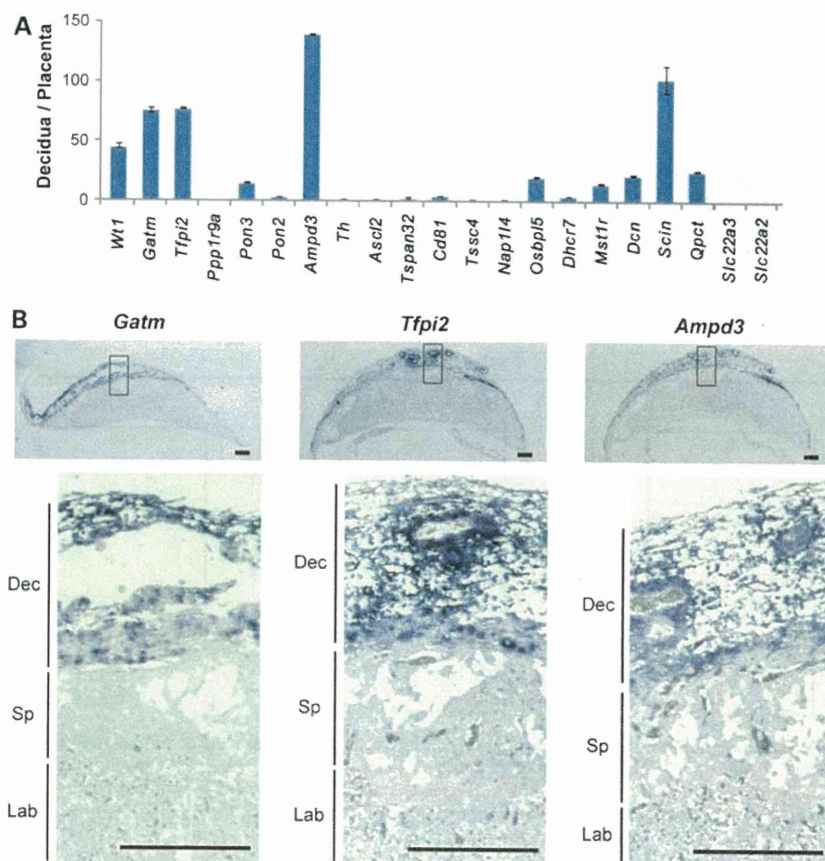 A
Decidua / Placenta
150
100
50
0
Wt1
Gatm
Tfpi2
Ppp1r9a
Pon3
Pon2
Ampd3
Th
Ascl2
Tspan32
Cd81
Tssc4
Nap1l4
Osbpl5
Dhcr7
Mst1r
Dcn
Scin
Qpct
Slc22a3
Slc22a2
B
Gatm
Tfpi2
Ampd3
Dec
Sp
Lab
Dec
Sp
Lab
Dec
Sp
Lab